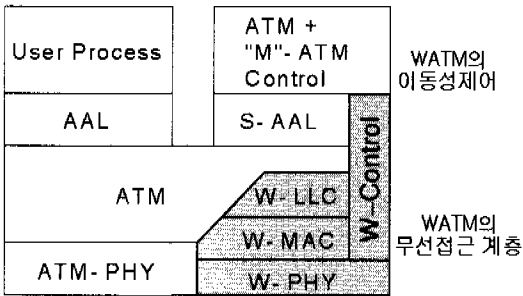 User Process
ATM +
"M"- ATM
Control
WATM의
이동성제어
AAL
S- AAL
W-Control
ATM
W- LLC
W- MAC
WATM의
무선접근 계층
ATM- PHY
W- PHY